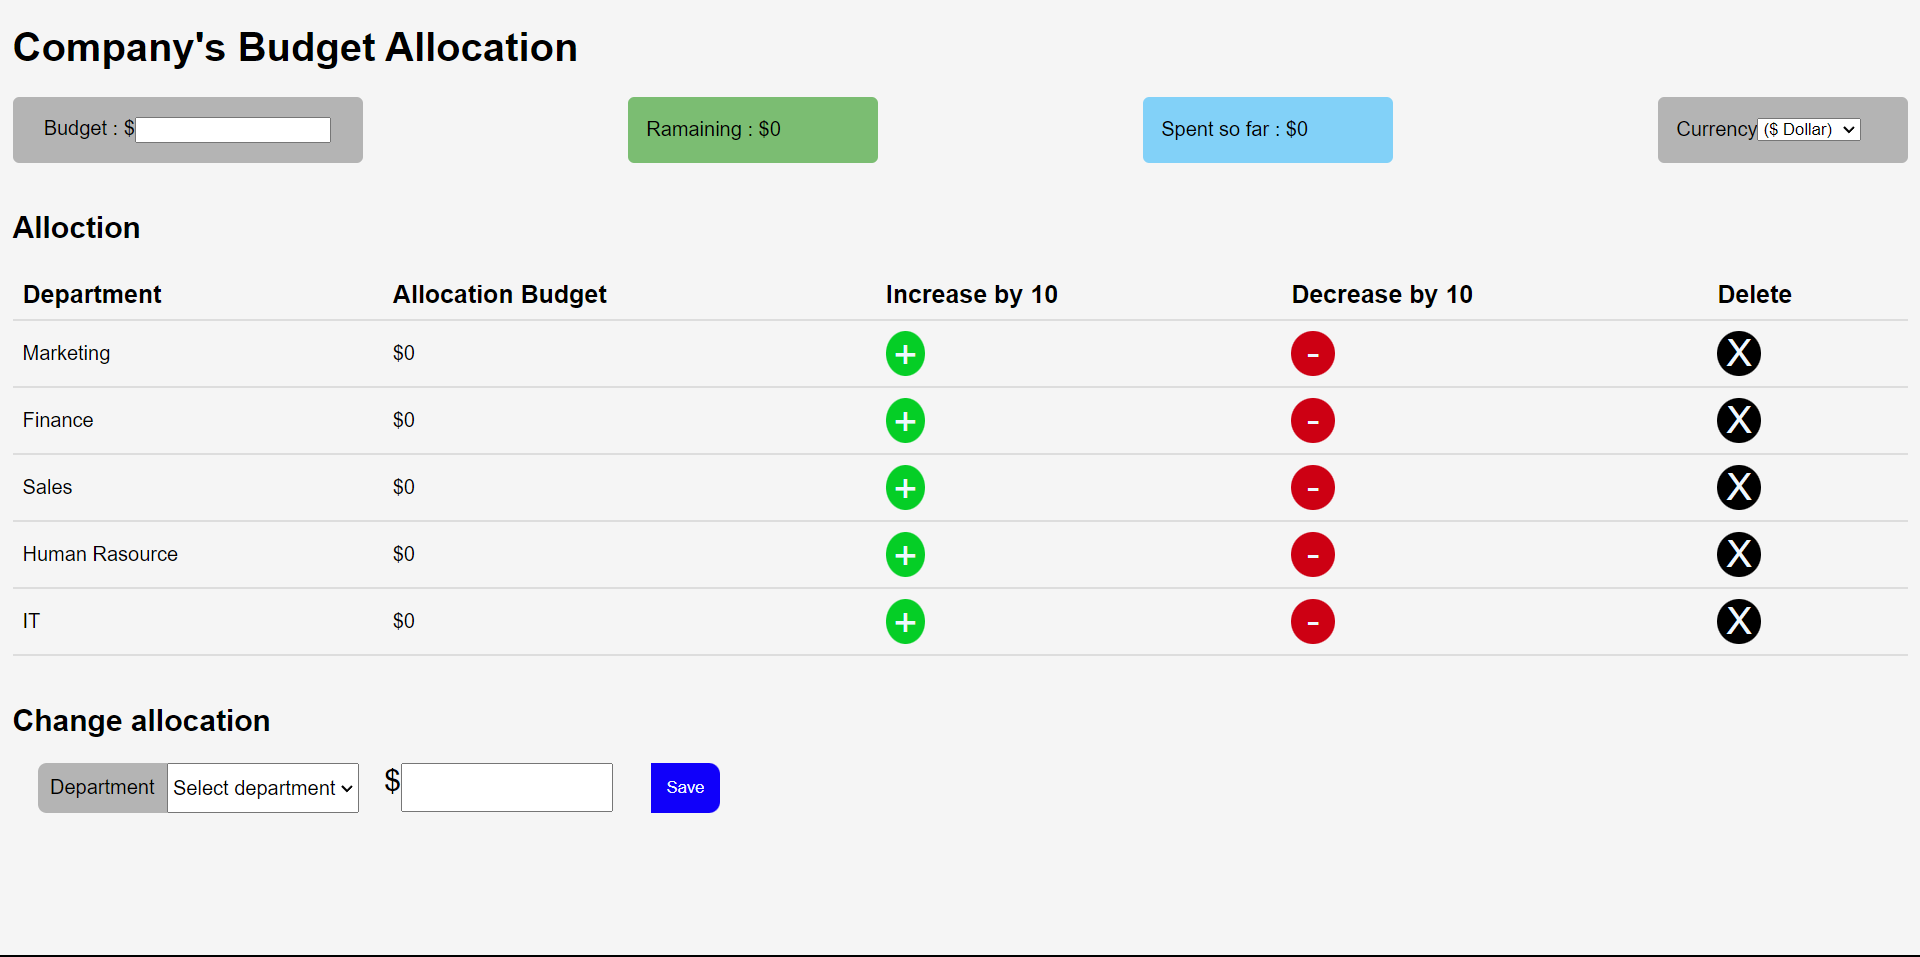 Company's Budget Allocation
Budget : $ Ramaining : $0 Spent so far : $0 Currency ($ Dollar)
Alloction
Department Allocation Budget Increase by 10 Decrease by 10 Delete
Marketing $0 + - X
Finance $0 + - X
Sales $0 + - X
Human Rasource $0 + - X
IT $0 + - X
Change allocation
Department Select department $ Save